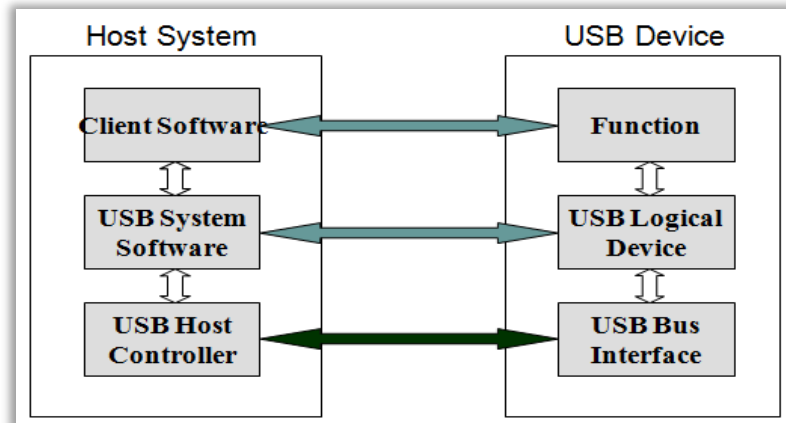 Host System
USB Device
Client Software
Function
USB System
Software
USB Logical
Device
USB Host
Controller
USB Bus
Interface